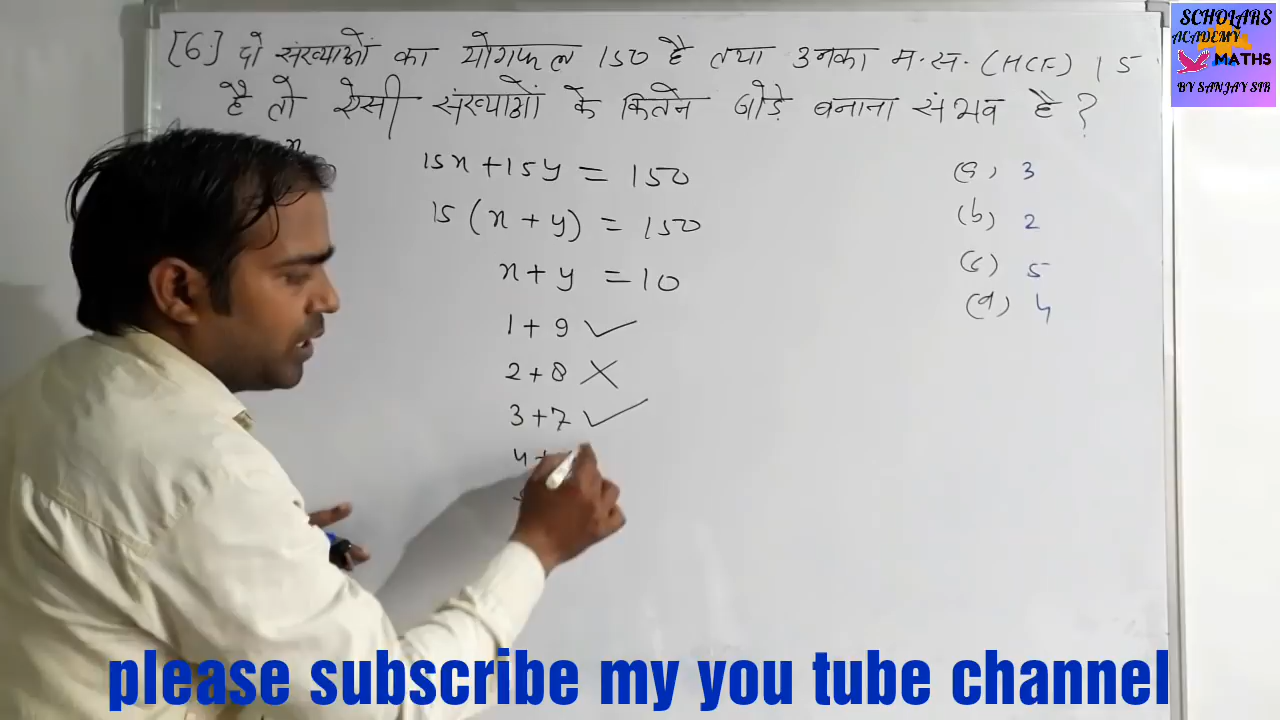 [6] दो संख्याओं का योगफल 150 है तथा उनका म.स. (HCF) 15
है तो ऐसी संख्याओं के कितने जोड़े बनाना संभव है ?
x
15x + 15y = 150
15 (x + y) = 150
x + y = 10
1 + 9 ✓
2 + 8 ✗
3 + 7 ✓
4 +
(a) 3
(b) 2
(c) 5
(d) 4
SCHOLARS
ACADEMY
MATHS
BY SANJAY SIR
please subscribe my you tube channel